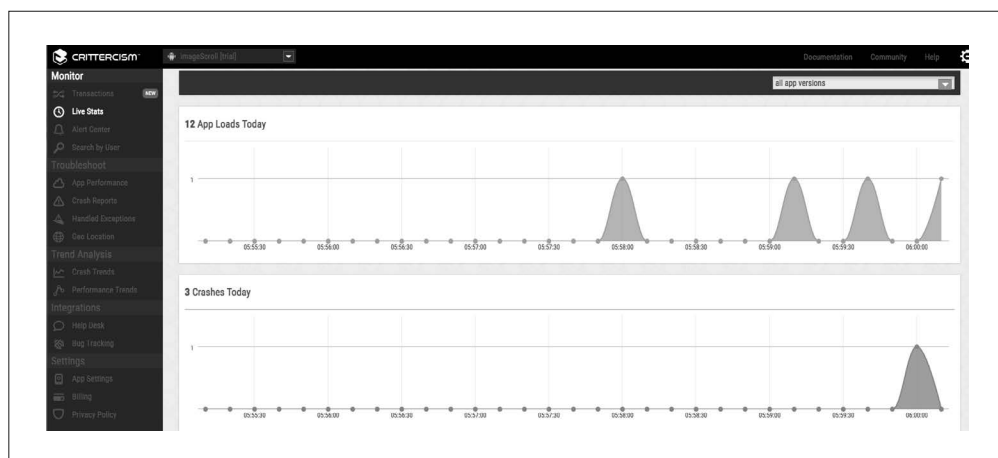 CRITTERCISM™
ImageScroll [trial]
Documentation Community Help
Monitor
Transactions NEW
Live Stats
Alert Center
Search by User
Troubleshoot
App Performance
Crash Reports
Handled Exceptions
Geo Location
Trend Analysis
Crash Trends
Performance Trends
Integrations
Help Desk
Bug Tracking
Settings
App Settings
Billing
Privacy Policy
all app versions
12 App Loads Today
1
05:55:30 05:56:00 05:56:30 05:57:00 05:57:30 05:58:00 05:58:30 05:59:00 05:59:30 06:00:00
3 Crashes Today
1
05:55:30 05:56:00 05:56:30 05:57:00 05:57:30 05:58:00 05:58:30 05:59:00 05:59:30 06:00:00